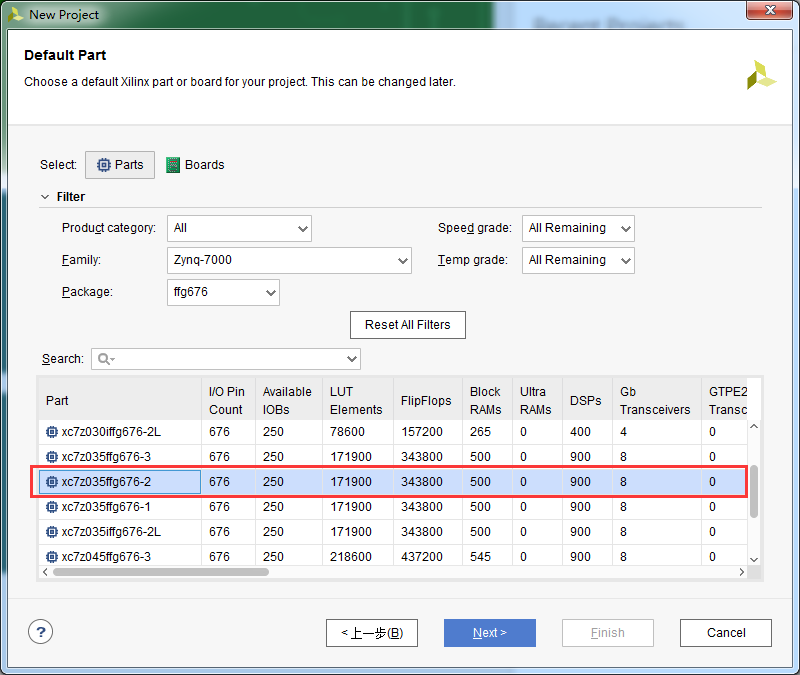 New Project
Recent Projects
Default Part
Choose a default Xilinx part or board for your project. This can be changed later.
Select: Parts Boards
Filter
Product category: All Speed grade: All Remaining
Family: Zynq-7000 Temp grade: All Remaining
Package: ffg676
Reset All Filters
Search:
Part I/O Pin Count Available IOBs LUT Elements FlipFlops Block RAMs Ultra RAMs DSPs Gb Transceivers GTPE2 Transc
xc7z030iffg676-2L 676 250 78600 157200 265 0 400 4 0
xc7z035ffg676-3 676 250 171900 343800 500 0 900 8 0
xc7z035ffg676-2 676 250 171900 343800 500 0 900 8 0
xc7z035ffg676-1 676 250 171900 343800 500 0 900 8 0
xc7z035iffg676-2L 676 250 171900 343800 500 0 900 8 0
xc7z045ffg676-3 676 250 218600 437200 545 0 900 8 0
? < 上一步(B) Next > Finish Cancel